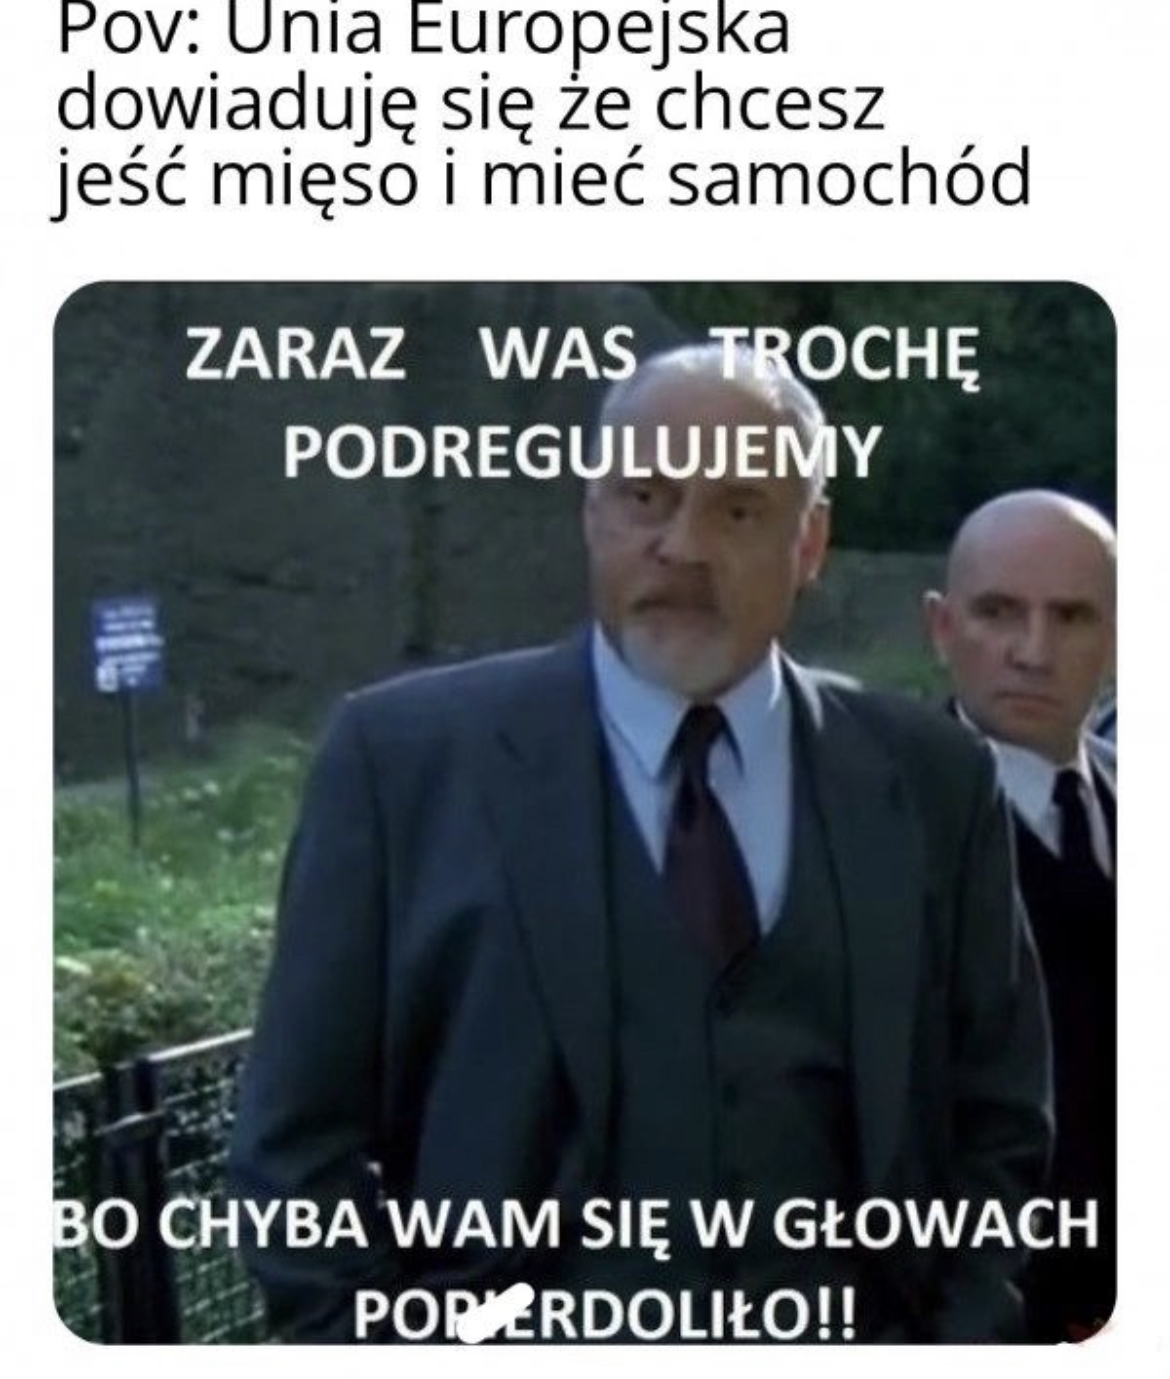 Pov: Unia Europejska
dowiaduję się że chcesz
jeść mięso i mieć samochód
ZARAZ WAS TROCHĘ
PODREGULUJEMY
BO CHYBA WAM SIĘ W GŁOWACH